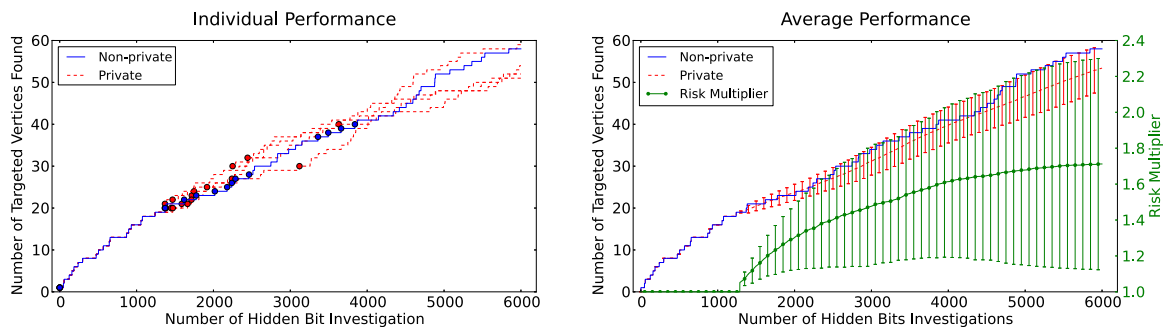 Individual Performance
60
50
40
30
20
10
0
Number of Targeted Vertices Found
Non-private
Private
0 1000 2000 3000 4000 5000 6000
Number of Hidden Bit Investigation
Average Performance
60
50
40
30
20
10
0
Number of Targeted Vertices Found
Non-private
Private
Risk Multiplier
2.4
2.2
2.0
1.8
1.6
1.4
1.2
1.0
Risk Multiplier
0 1000 2000 3000 4000 5000 6000
Number of Hidden Bits Investigations